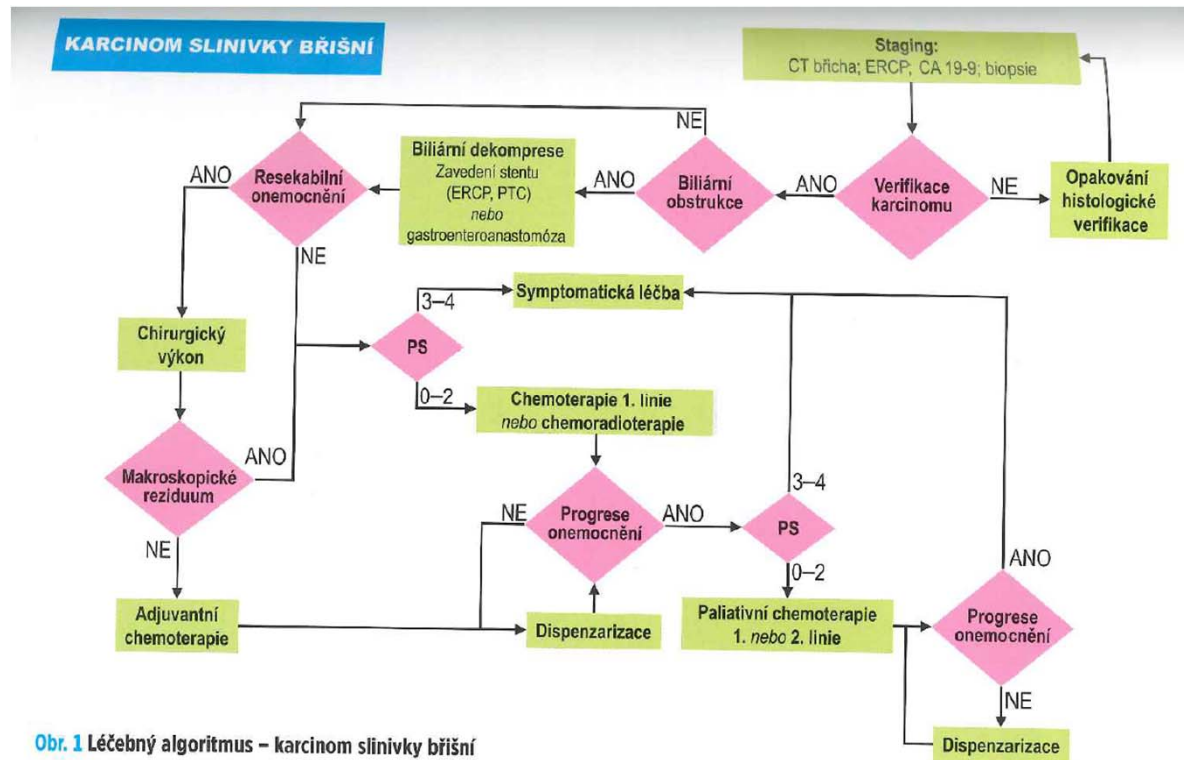 KARCINOM SLINIVKY BŘIŠNÍ
Staging:
CT břicha; ERCP; CA 19-9; biopsie
NE
Resekabilní
onemocnění
ANO
Biliární dekomprese
Zavedení stentu
(ERCP, PTC)
nebo
gastroenteroanastomóza
ANO
Biliární
obstrukce
ANO
Verifikace
karcinomu
NE
Opakování
histologické
verifikace
NE
Symptomatická léčba
3–4
PS
0–2
Chirurgický
výkon
Chemoterapie 1. linie
nebo chemoradioterapie
Makroskopické
reziduum
ANO
NE
NE
Progrese
onemocnění
ANO
3–4
PS
0–2
ANO
Adjuvantní
chemoterapie
Dispenzarizace
Paliativní chemoterapie
1. nebo 2. linie
Progrese
onemocnění
NE
Dispenzarizace
Obr. 1 Léčebný algoritmus – karcinom slinivky břišní